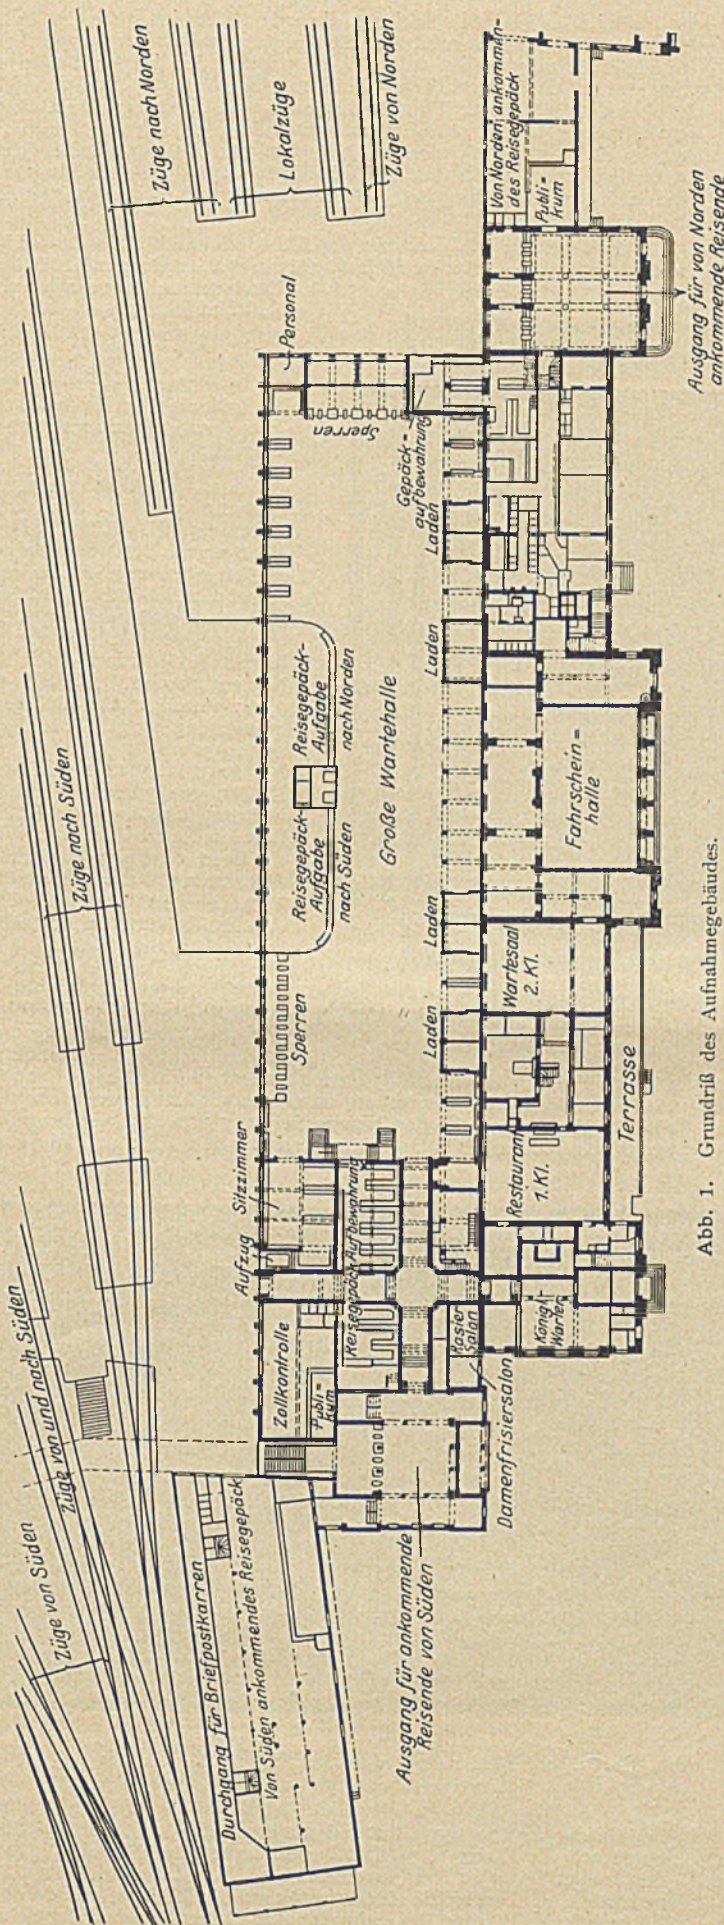 Züge von Süden
Züge von und nach Süden
Züge nach Süden
Züge nach Norden
Lokalzüge
Züge von Norden
Durchgang für Briefpostkarren
Von Süden ankommendes Reisegepäck
Zollkontrolle
Publi=
kum
Aufzug
Sitzzimmer
Reisegepäck Aufbewahrung
Sperren
Reisegepäck-
Aufgabe
nach Süden
Reisegepäck-
Aufgabe
nach Norden
Große Wartehalle
Personal
Sperren
Gepäck=
aufbewahrung
Laden
Laden
Laden
Laden
Von Norden ankommen=
des Reisegepäck
Publi=
kum
Ausgang für ankommende
Reisende von Süden
Damenfrisiersalon
Rasier
Salon
Königl.
Warter.
Restaurant
1. Kl.
Wartesaal
2. Kl.
Terrasse
Fahrschein=
halle
Ausgang für von Norden
ankommende Reisende
Abb. 1. Grundriß des Aufnahmegebäudes.